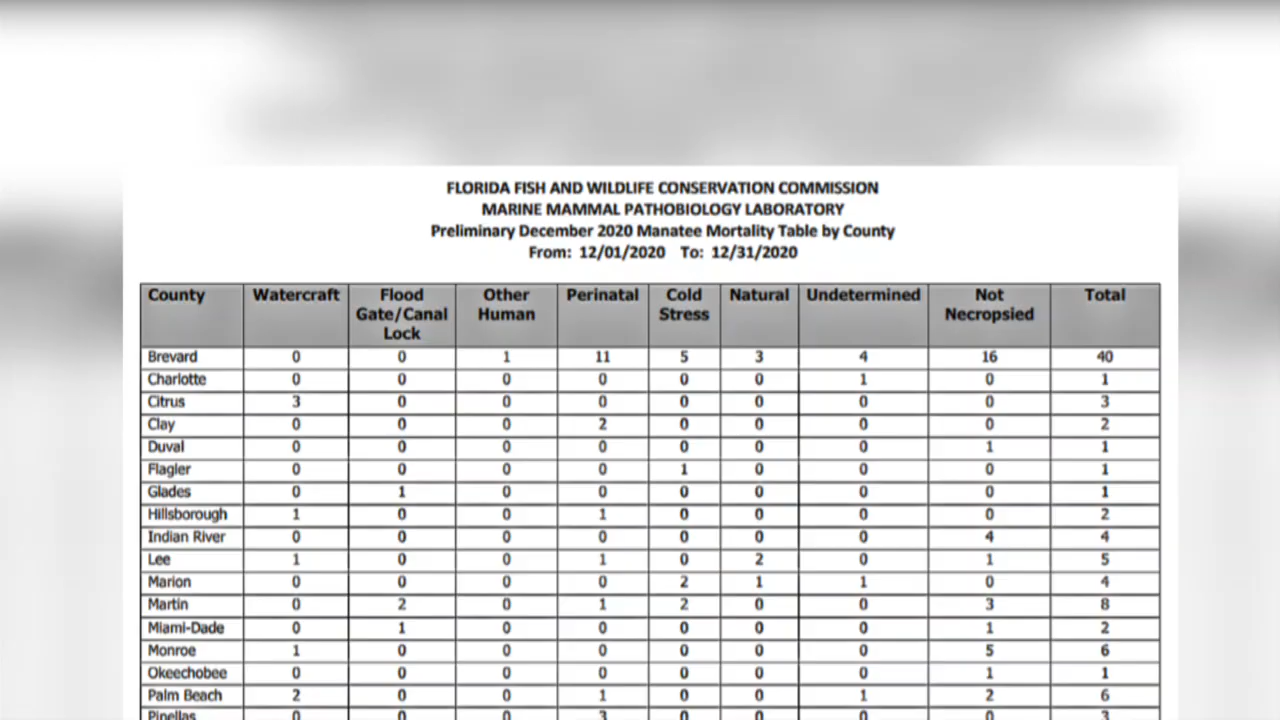 FLORIDA FISH AND WILDLIFE CONSERVATION COMMISSION
MARINE MAMMAL PATHOBIOLOGY LABORATORY
Preliminary December 2020 Manatee Mortality Table by County
From: 12/01/2020 To: 12/31/2020
County Watercraft Flood Gate/Canal Lock Other Human Perinatal Cold Stress Natural Undetermined Not Necropsied Total
Brevard 0 0 1 11 5 3 4 16 40
Charlotte 0 0 0 0 0 0 1 0 1
Citrus 3 0 0 0 0 0 0 0 3
Clay 0 0 0 2 0 0 0 0 2
Duval 0 0 0 0 0 0 0 1 1
Flagler 0 0 0 0 1 0 0 0 1
Glades 0 1 0 0 0 0 0 0 1
Hillsborough 1 0 0 1 0 0 0 0 2
Indian River 0 0 0 0 0 0 0 4 4
Lee 1 0 0 1 0 2 0 1 5
Marion 0 0 0 0 2 1 1 0 4
Martin 0 2 0 1 2 0 0 3 8
Miami-Dade 0 1 0 0 0 0 0 1 2
Monroe 1 0 0 0 0 0 0 5 6
Okeechobee 0 0 0 0 0 0 0 1 1
Palm Beach 2 0 0 1 0 0 1 2 6
Pinellas 0 0 0 3 0 0 0 0 3